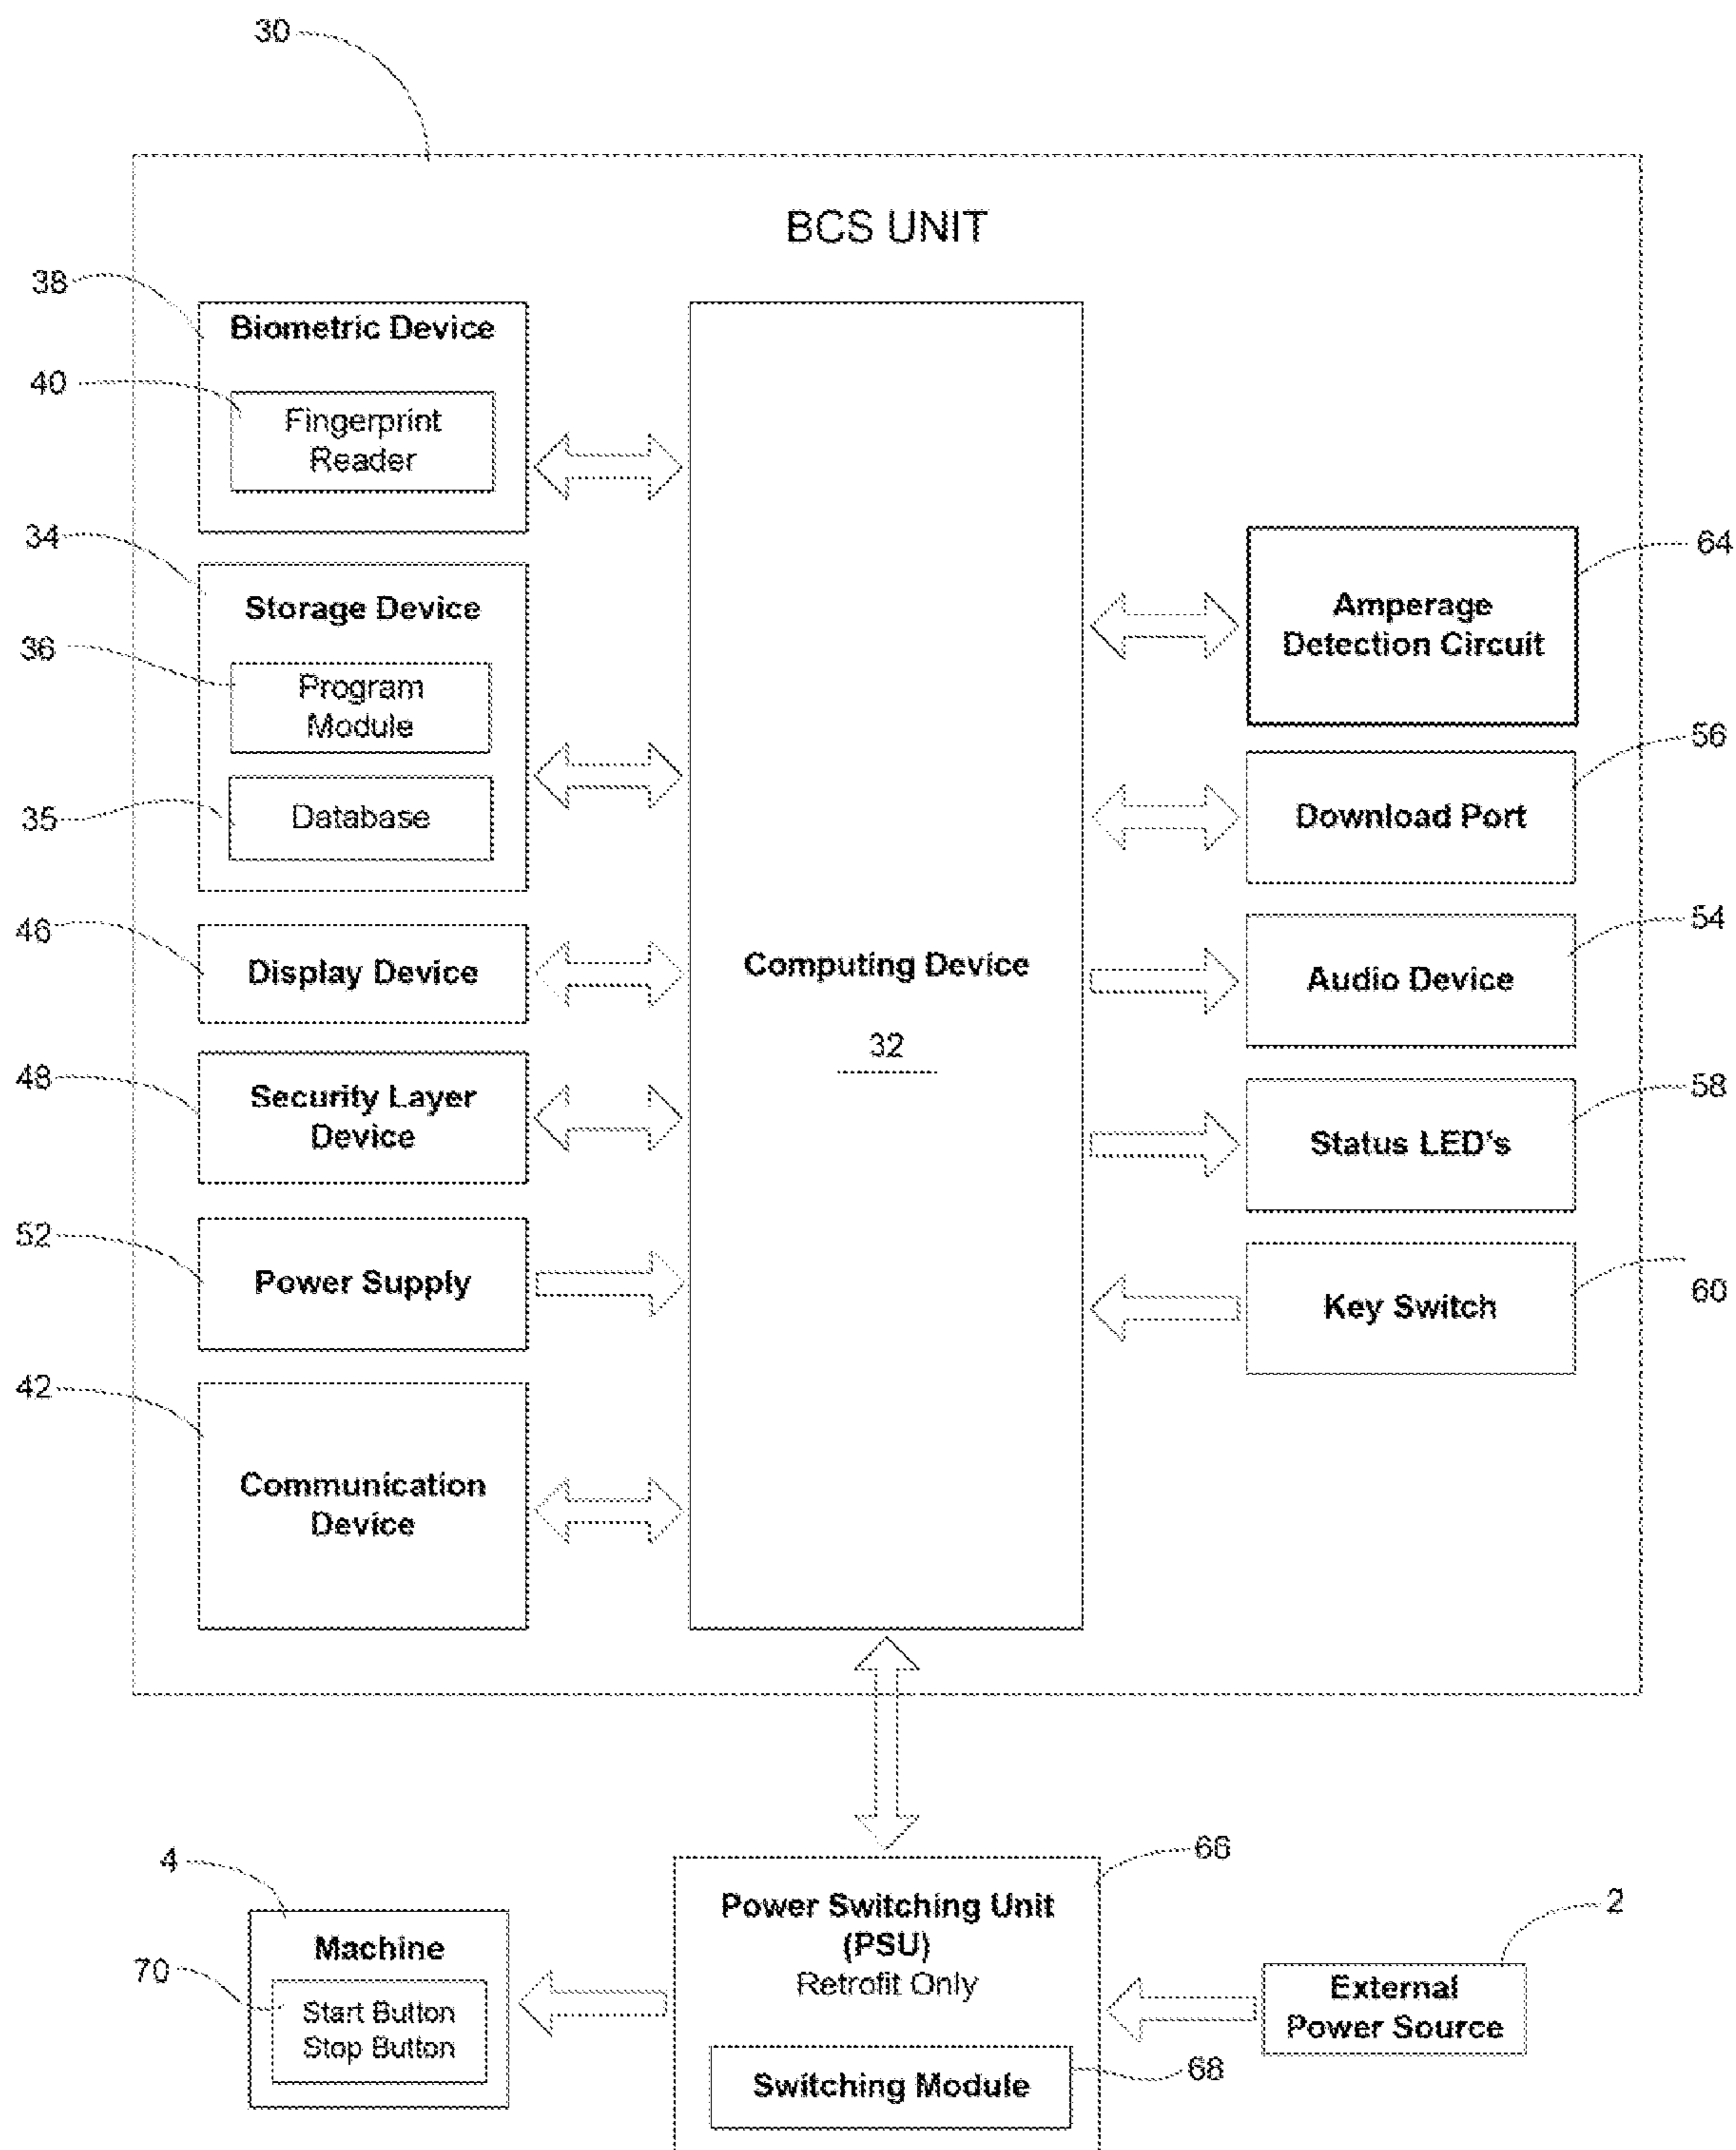 30
BCS UNIT
38
Biometric Device
40
Fingerprint
Reader
34
Storage Device
36
Program
Module
35
Database
46
Display Device
48
Security Layer
Device
52
Power Supply
42
Communication
Device
Computing Device
32
64
Amperage
Detection Circuit
56
Download Port
54
Audio Device
58
Status LED's
60
Key Switch
4
Machine
70
Start Button
Stop Button
66
Power Switching Unit
(PSU)
Retrofit Only
68
Switching Module
2
External
Power Source